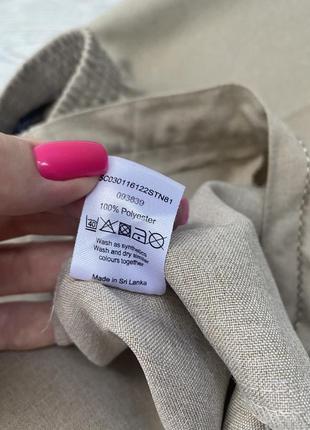 SC030116122STN81
093839
100% Polyester
40
Wash as synthetics
Wash and dry similar
colours together
Made in Sri Lanka